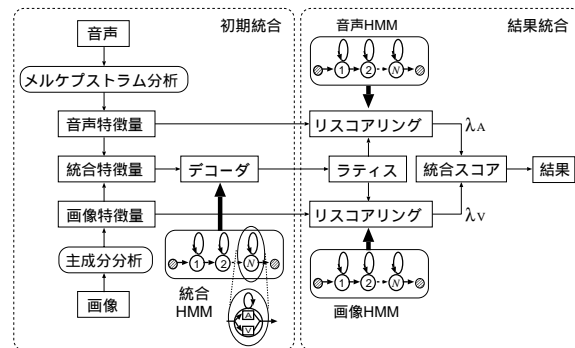 初期統合
音声
メルケプストラム分析
音声特徴量
統合特徴量
画像特徴量
主成分分析
画像
デコーダ
1 2 N
統合
HMM
A
V
結果統合
音声HMM
1 2 N
リスコアリング
λA
ラティス
統合スコア
結果
リスコアリング
λV
1 2 N
画像HMM